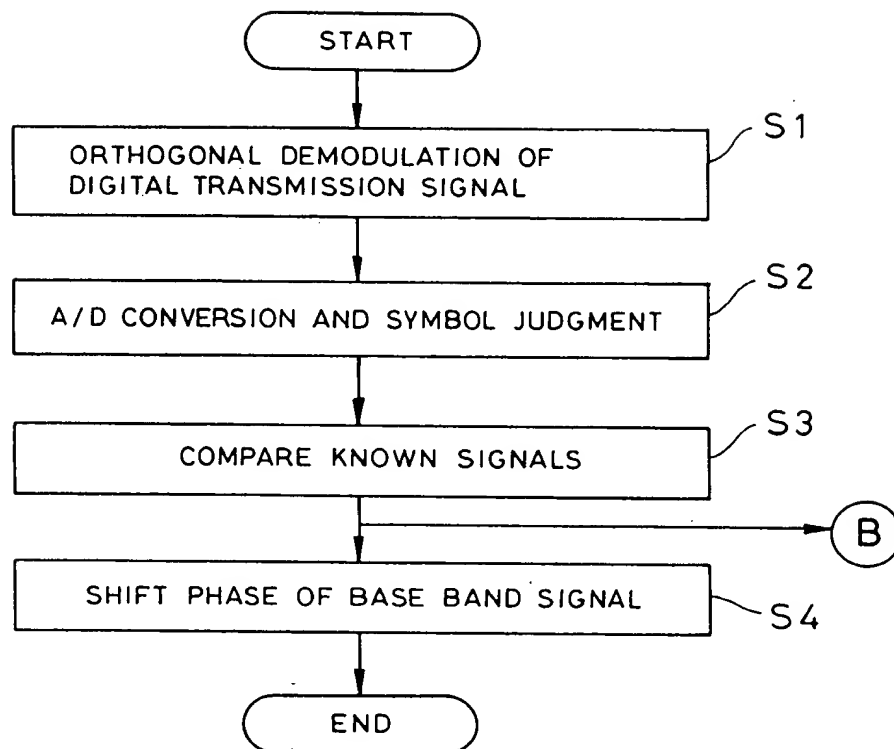 START
S1
ORTHOGONAL DEMODULATION OF
DIGITAL TRANSMISSION SIGNAL
S2
A/D CONVERSION AND SYMBOL JUDGMENT
S3
COMPARE KNOWN SIGNALS
B
SHIFT PHASE OF BASE BAND SIGNAL
S4
END